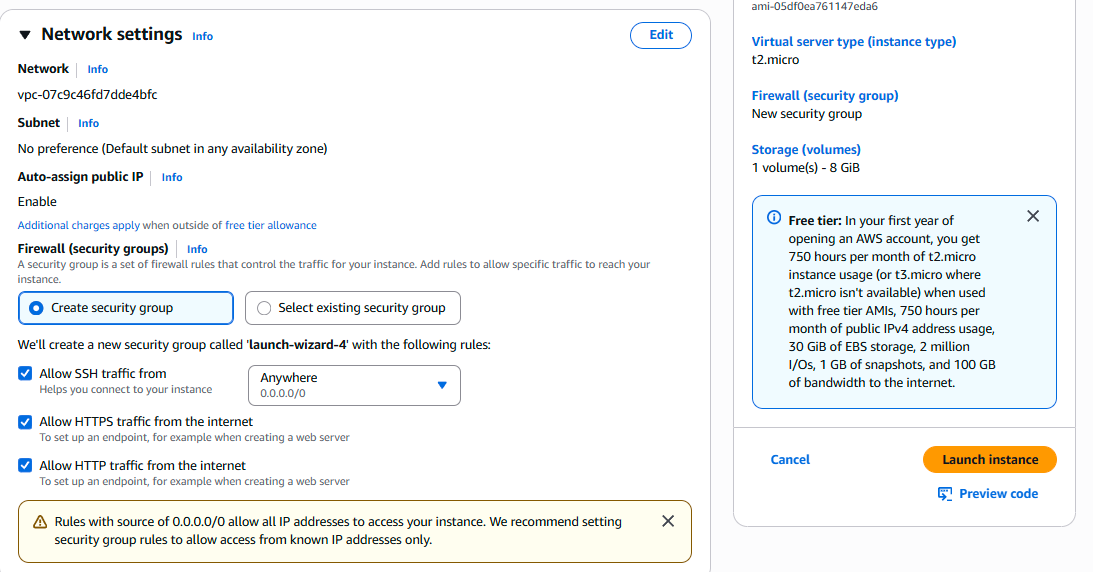 Network settings Info
Edit
Network Info
vpc-07c9c46fd7dde4bfc
Subnet Info
No preference (Default subnet in any availability zone)
Auto-assign public IP Info
Enable
Additional charges apply when outside of free tier allowance
Firewall (security groups) Info
A security group is a set of firewall rules that control the traffic for your instance. Add rules to allow specific traffic to reach your
instance.
Create security group
Select existing security group
We'll create a new security group called 'launch-wizard-4' with the following rules:
Allow SSH traffic from
Helps you connect to your instance
Anywhere
0.0.0.0/0
Allow HTTPS traffic from the internet
To set up an endpoint, for example when creating a web server
Allow HTTP traffic from the internet
To set up an endpoint, for example when creating a web server
Rules with source of 0.0.0.0/0 allow all IP addresses to access your instance. We recommend setting
security group rules to allow access from known IP addresses only.
ami-05df0ea761147eda6
Virtual server type (instance type)
t2.micro
Firewall (security group)
New security group
Storage (volumes)
1 volume(s) - 8 GiB
Free tier: In your first year of
opening an AWS account, you get
750 hours per month of t2.micro
instance usage (or t3.micro where
t2.micro isn't available) when used
with free tier AMIs, 750 hours per
month of public IPv4 address usage,
30 GiB of EBS storage, 2 million
I/Os, 1 GB of snapshots, and 100 GB
of bandwidth to the internet.
Cancel
Launch instance
Preview code